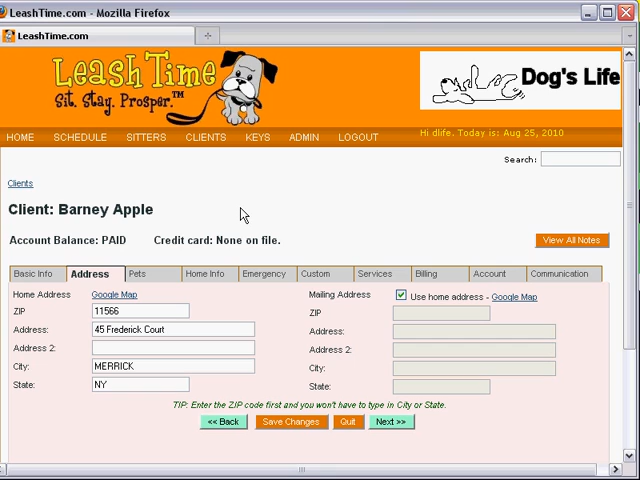 LeashTime.com - Mozilla Firefox
LeashTime.com
Leash Time
Sit. Stay. Prosper.™
Dog's Life
HOME SCHEDULE SITTERS CLIENTS KEYS ADMIN LOGOUT
Hi dlife. Today is: Aug 25, 2010
Search:
Clients
Client: Barney Apple
Account Balance: PAID Credit card: None on file.
View All Notes
Basic Info Address Pets Home Info Emergency Custom Services Billing Account Communication
Home Address Google Map Mailing Address Use home address - Google Map
ZIP 11566 ZIP
Address: 45 Frederick Court Address:
Address 2: Address 2:
City: MERRICK City:
State: NY State:
TIP: Enter the ZIP code first and you won't have to type in City or State.
<< Back Save Changes Quit Next >>